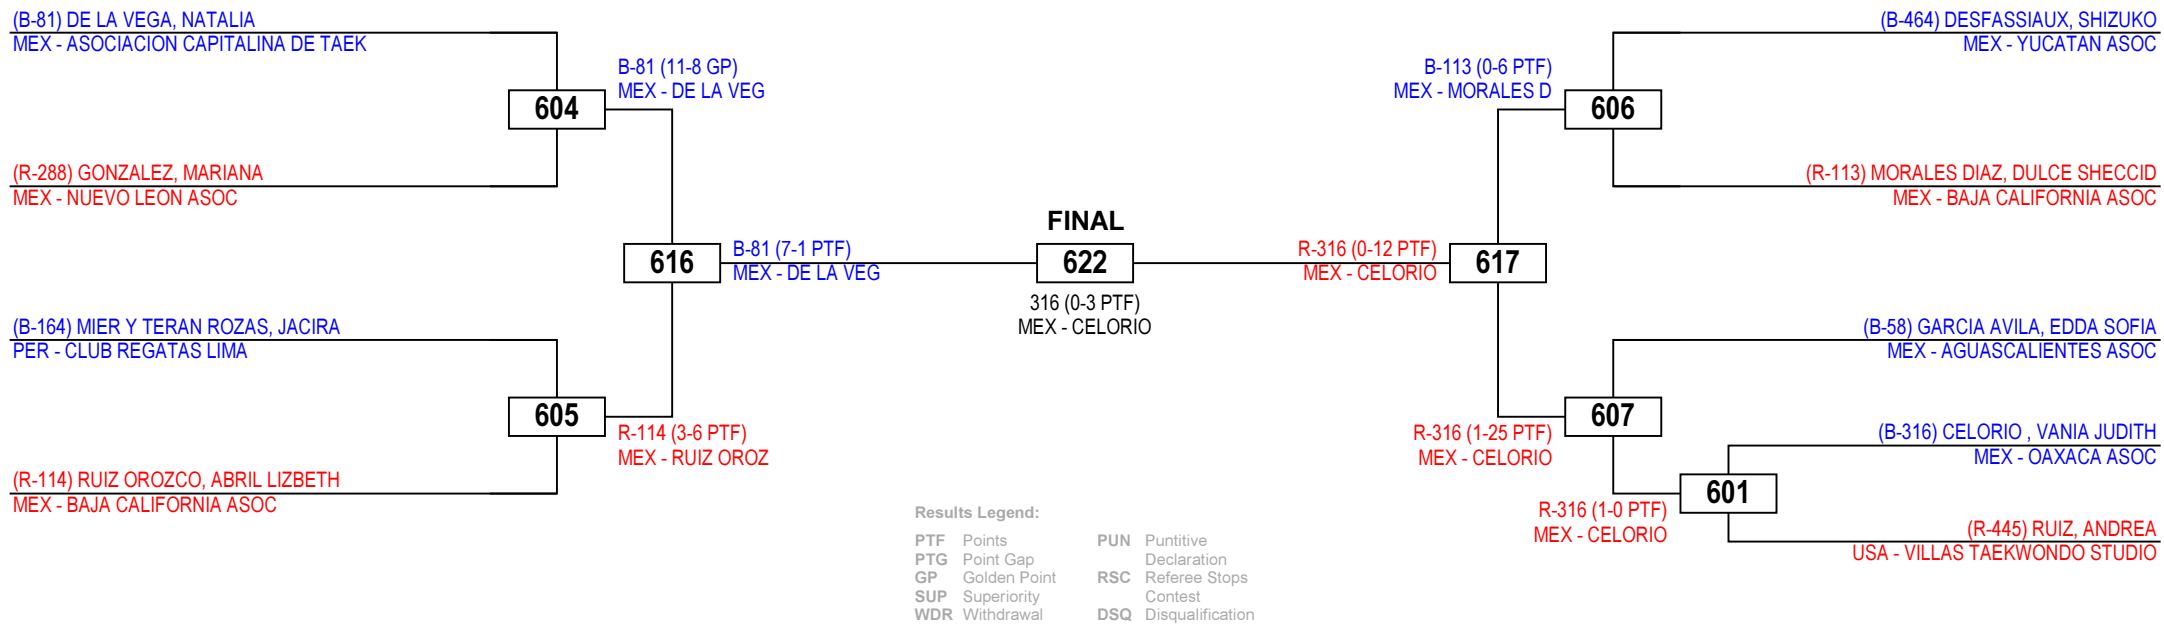 (B-81) DE LA VEGA, NATALIA
MEX - ASOCIACION CAPITALINA DE TAEK
B-81 (11-8 GP)
MEX - DE LA VEG
604
(R-288) GONZALEZ, MARIANA
MEX - NUEVO LEON ASOC
616
B-81 (7-1 PTF)
MEX - DE LA VEG
(B-164) MIER Y TERAN ROZAS, JACIRA
PER - CLUB REGATAS LIMA
605
R-114 (3-6 PTF)
MEX - RUIZ OROZ
(R-114) RUIZ OROZCO, ABRIL LIZBETH
MEX - BAJA CALIFORNIA ASOC
FINAL
622
316 (0-3 PTF)
MEX - CELORIO
(B-464) DESFASSIAUX, SHIZUKO
MEX - YUCATAN ASOC
B-113 (0-6 PTF)
MEX - MORALES D
606
(R-113) MORALES DIAZ, DULCE SHECCID
MEX - BAJA CALIFORNIA ASOC
R-316 (0-12 PTF)
MEX - CELORIO
617
(B-58) GARCIA AVILA, EDDA SOFIA
MEX - AGUASCALIENTES ASOC
607
R-316 (1-25 PTF)
MEX - CELORIO
(B-316) CELORIO , VANIA JUDITH
MEX - OAXACA ASOC
601
R-316 (1-0 PTF)
MEX - CELORIO
(R-445) RUIZ, ANDREA
USA - VILLAS TAEKWONDO STUDIO
Results Legend:
PTF Points
PTG Point Gap
GP Golden Point
SUP Superiority
WDR Withdrawal
PUN Puntitive
Declaration
RSC Referee Stops
Contest
DSQ Disqualification